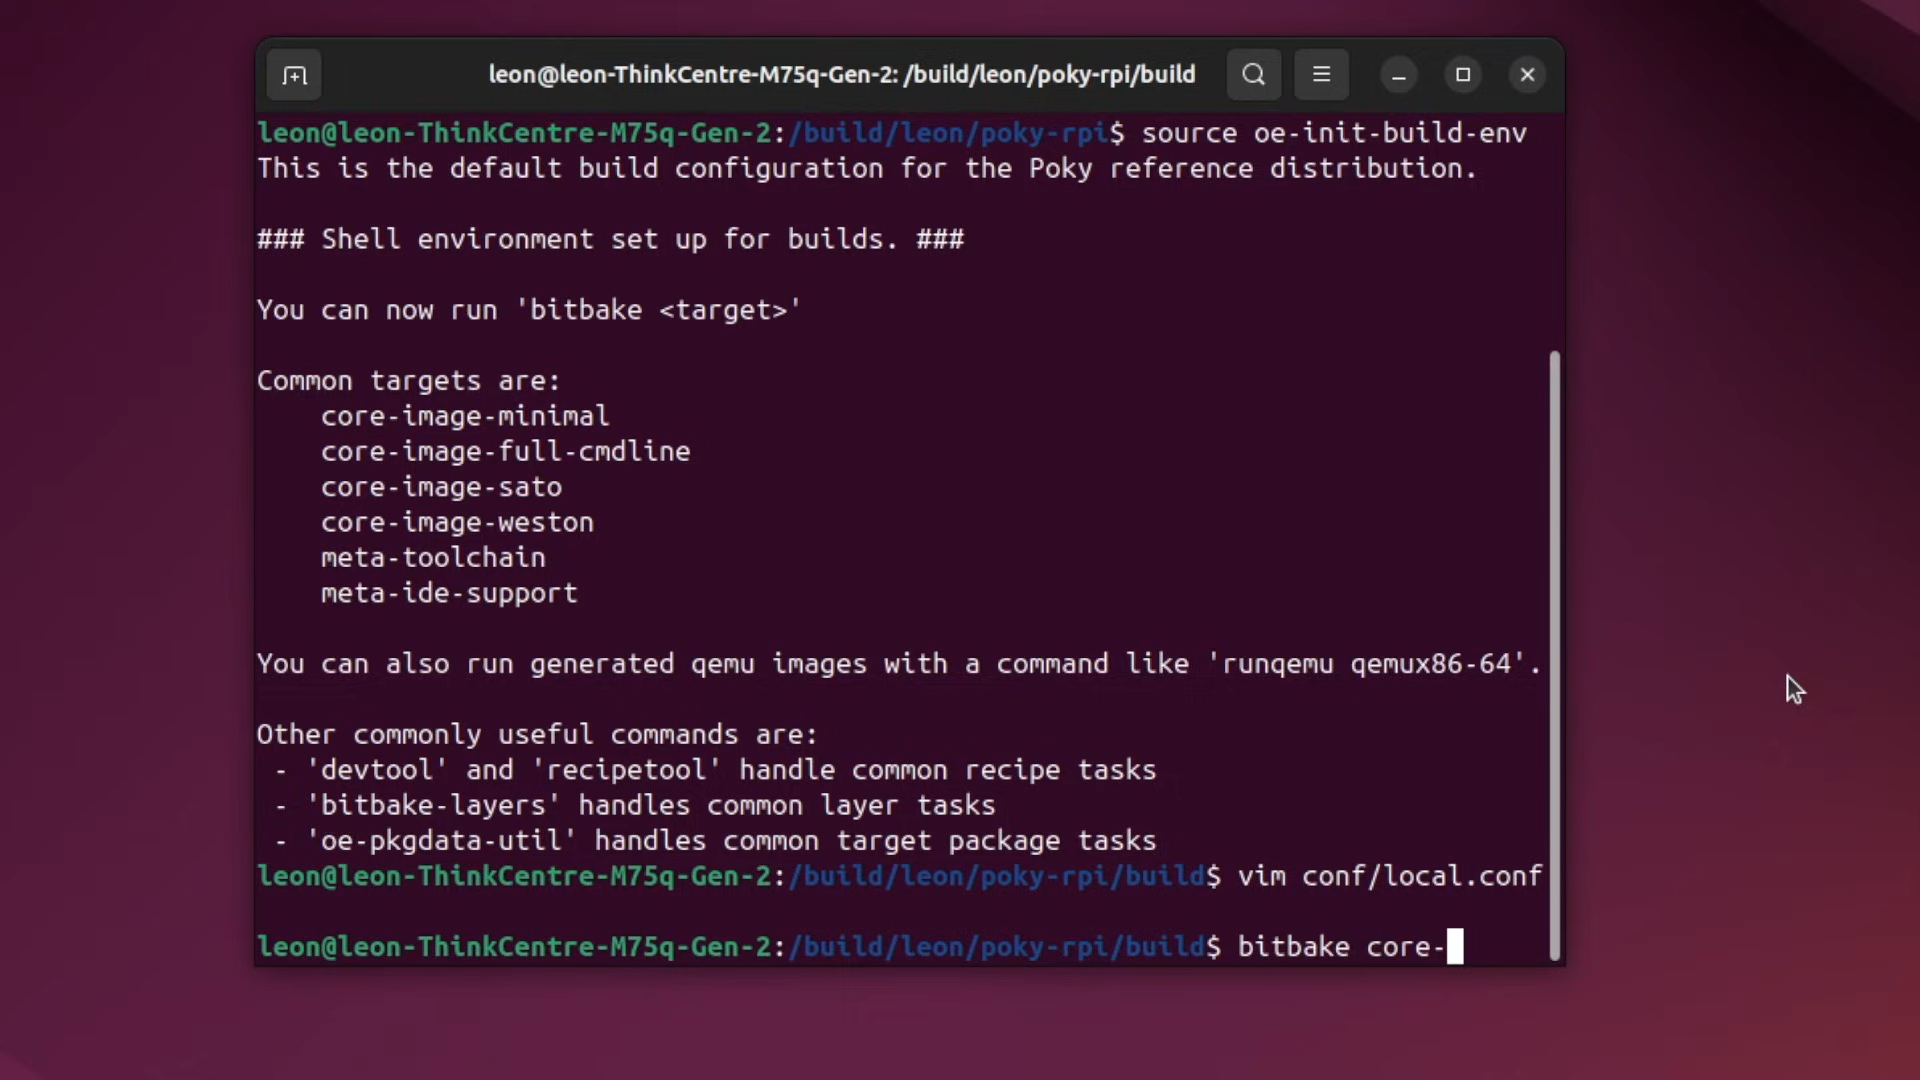 leon@leon-ThinkCentre-M75q-Gen-2: /build/leon/poky-rpi/build
leon@leon-ThinkCentre-M75q-Gen-2:/build/leon/poky-rpi$ source oe-init-build-env
This is the default build configuration for the Poky reference distribution.
### Shell environment set up for builds. ###
You can now run 'bitbake <target>'
Common targets are:
core-image-minimal
core-image-full-cmdline
core-image-sato
core-image-weston
meta-toolchain
meta-ide-support
You can also run generated qemu images with a command like 'runqemu qemux86-64'.
Other commonly useful commands are:
- 'devtool' and 'recipetool' handle common recipe tasks
- 'bitbake-layers' handles common layer tasks
- 'oe-pkgdata-util' handles common target package tasks
leon@leon-ThinkCentre-M75q-Gen-2:/build/leon/poky-rpi/build$ vim conf/local.conf
leon@leon-ThinkCentre-M75q-Gen-2:/build/leon/poky-rpi/build$ bitbake core-